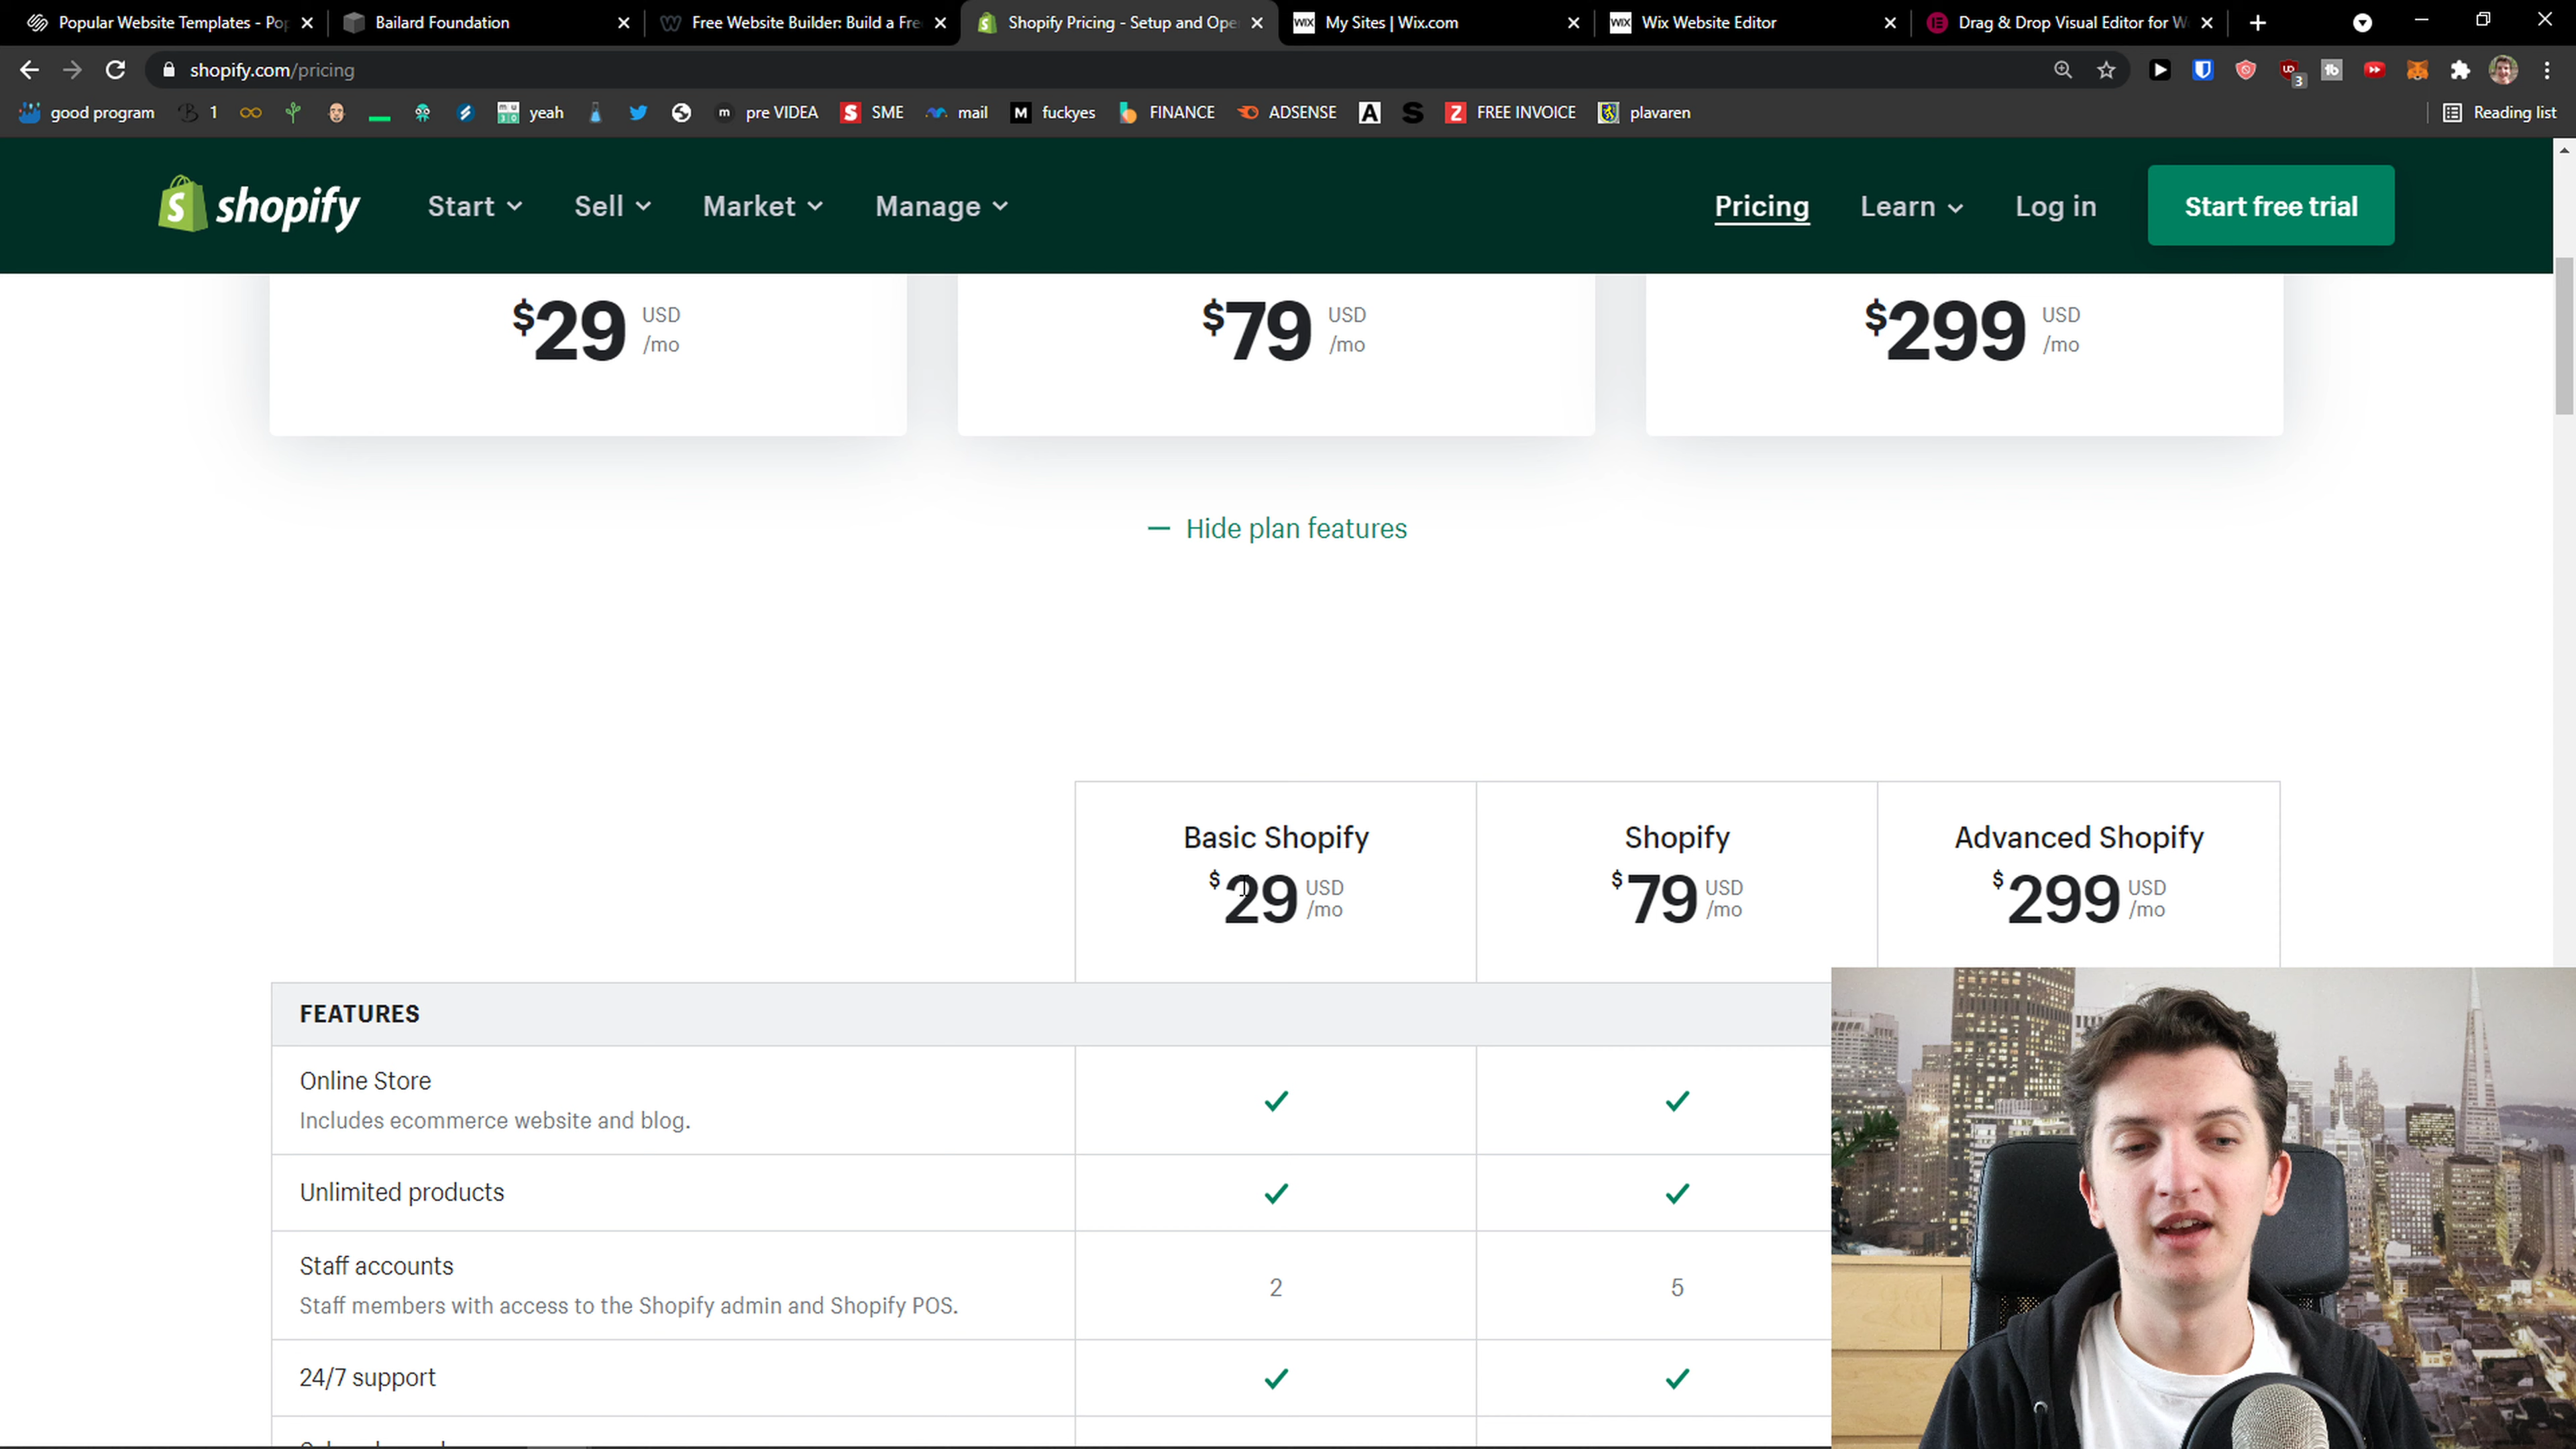 Popular Website Templates - Pop
Bailard Foundation
Free Website Builder: Build a Fre
Shopify Pricing - Setup and Ope
WIX My Sites | Wix.com
WIX Wix Website Editor
Drag & Drop Visual Editor for W
shopify.com/pricing
3
good program
1
yeah
m pre VIDEA
S SME
mail
M fuckyes
FINANCE
ADSENSE
A
S
Z FREE INVOICE
plavaren
Reading list
shopify
Start
Sell
Market
Manage
Pricing
Learn
Log in
Start free trial
$29 USD /mo
$79 USD /mo
$299 USD /mo
— Hide plan features
Basic Shopify
$29 USD /mo
Shopify
$79 USD /mo
Advanced Shopify
$299 USD /mo
FEATURES
Online Store
Includes ecommerce website and blog.
Unlimited products
Staff accounts
Staff members with access to the Shopify admin and Shopify POS.
2
5
24/7 support